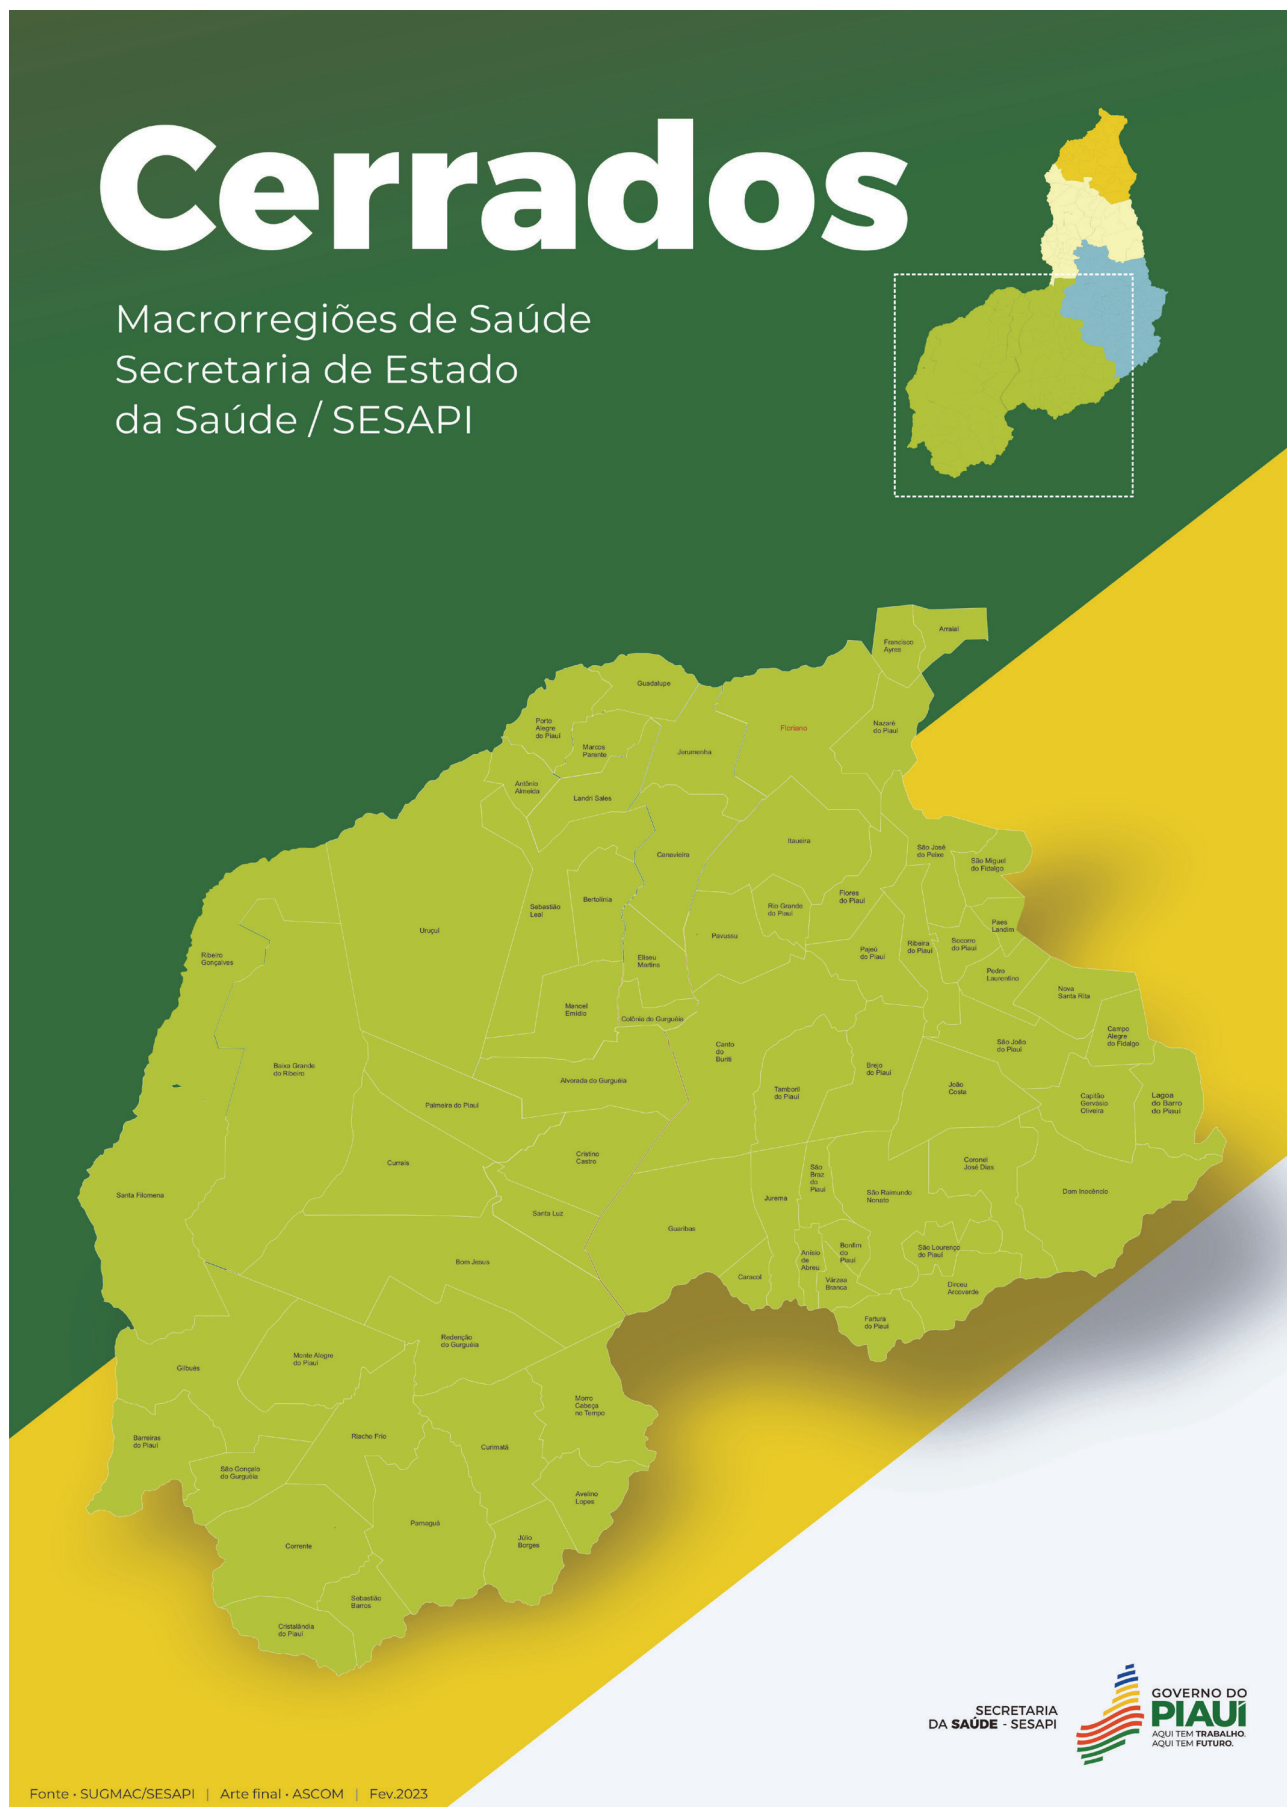 Cerrados
Macrorregiões de Saúde
Secretaria de Estado
da Saúde / SESAPI
Arraial
Francisco
Ayres
Guadalupe
Porto
Alegre
do Piauí
Nazaré
do Piauí
Floriano
Marcos
Parente
Jerumenha
Antônio
Almeida
Landri Sales
Itaueira
São José
do Peixe
Canavieira
São Miguel
do Fidalgo
Bertolínia
Flores
do Piauí
Sebastião
Leal
Rio Grande
do Piauí
Paes
Landim
Uruçuí
Pavussu
Ribeira
do Piauí
Socorro
do Piauí
Pajeú
do Piauí
Ribeiro
Gonçalves
Eliseu
Martins
Pedro
Laurentino
Nova
Santa Rita
Manoel
Emídio
Colônia do Gurguéia
Campo
Alegre
do Fidalgo
São João
do Piauí
Canto
do
Buriti
Baixa Grande
do Ribeiro
Brejo
do Piauí
Alvorada do Gurguéia
João
Costa
Tamboril
do Piauí
Capitão
Gervásio
Oliveira
Lagoa
do Barro
do Piauí
Palmeira do Piauí
Cristino
Castro
Currais
Coronel
José Dias
São
Braz
do
Piauí
Santa Filomena
Jurema
São Raimundo
Nonato
Dom Inocêncio
Santa Luz
Guaribas
Bonfim
do
Piauí
São Lourenço
do Piauí
Anísio
de
Abreu
Bom Jesus
Caracol
Várzea
Branca
Dirceu
Arcoverde
Fartura
do Piauí
Redenção
do Gurguéia
Monte Alegre
do Piauí
Gilbués
Morro
Cabeça
no Tempo
Barreiras
do Piauí
Riacho Frio
Curimatá
São Gonçalo
do Gurguéia
Avelino
Lopes
Parnaguá
Corrente
Júlio
Borges
Sebastião
Barros
Cristalândia
do Piauí
SECRETARIA
DA SAÚDE - SESAPI
GOVERNO DO
PIAUÍ
AQUI TEM TRABALHO.
AQUI TEM FUTURO.
Fonte • SUGMAC/SESAPI | Arte final • ASCOM | Fev.2023